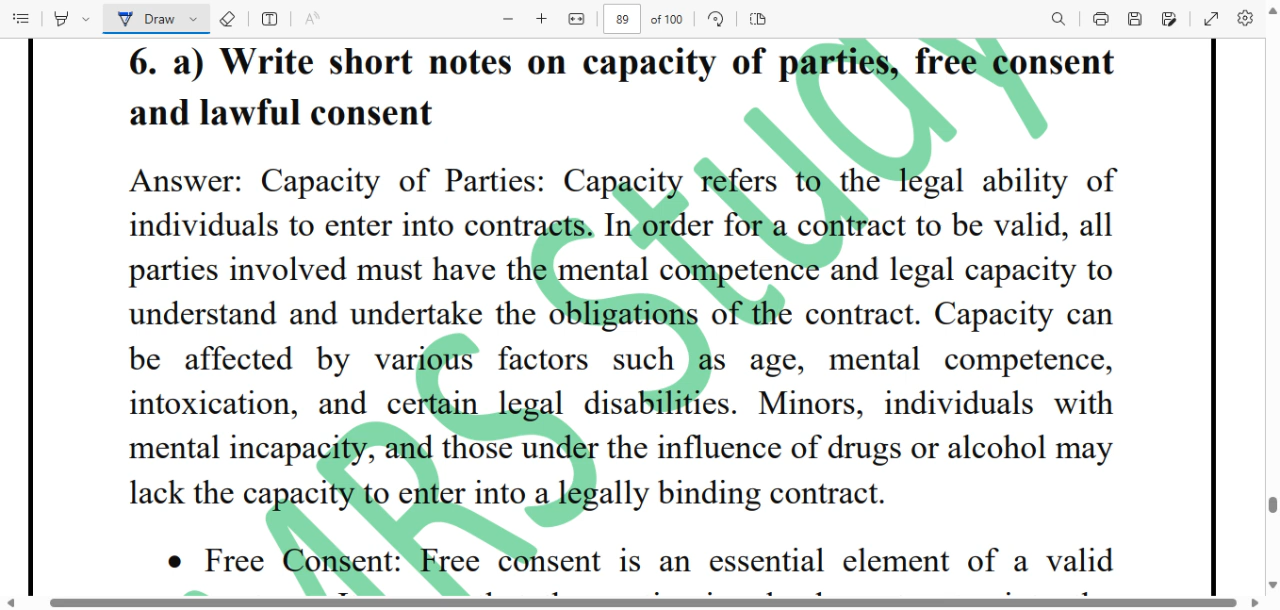 Draw
89 of 100
6. a) Write short notes on capacity of parties, free consent
and lawful consent
Answer: Capacity of Parties: Capacity refers to the legal ability of
individuals to enter into contracts. In order for a contract to be valid, all
parties involved must have the mental competence and legal capacity to
understand and undertake the obligations of the contract. Capacity can
be affected by various factors such as age, mental competence,
intoxication, and certain legal disabilities. Minors, individuals with
mental incapacity, and those under the influence of drugs or alcohol may
lack the capacity to enter into a legally binding contract.
• Free Consent: Free consent is an essential element of a valid
MRS Study